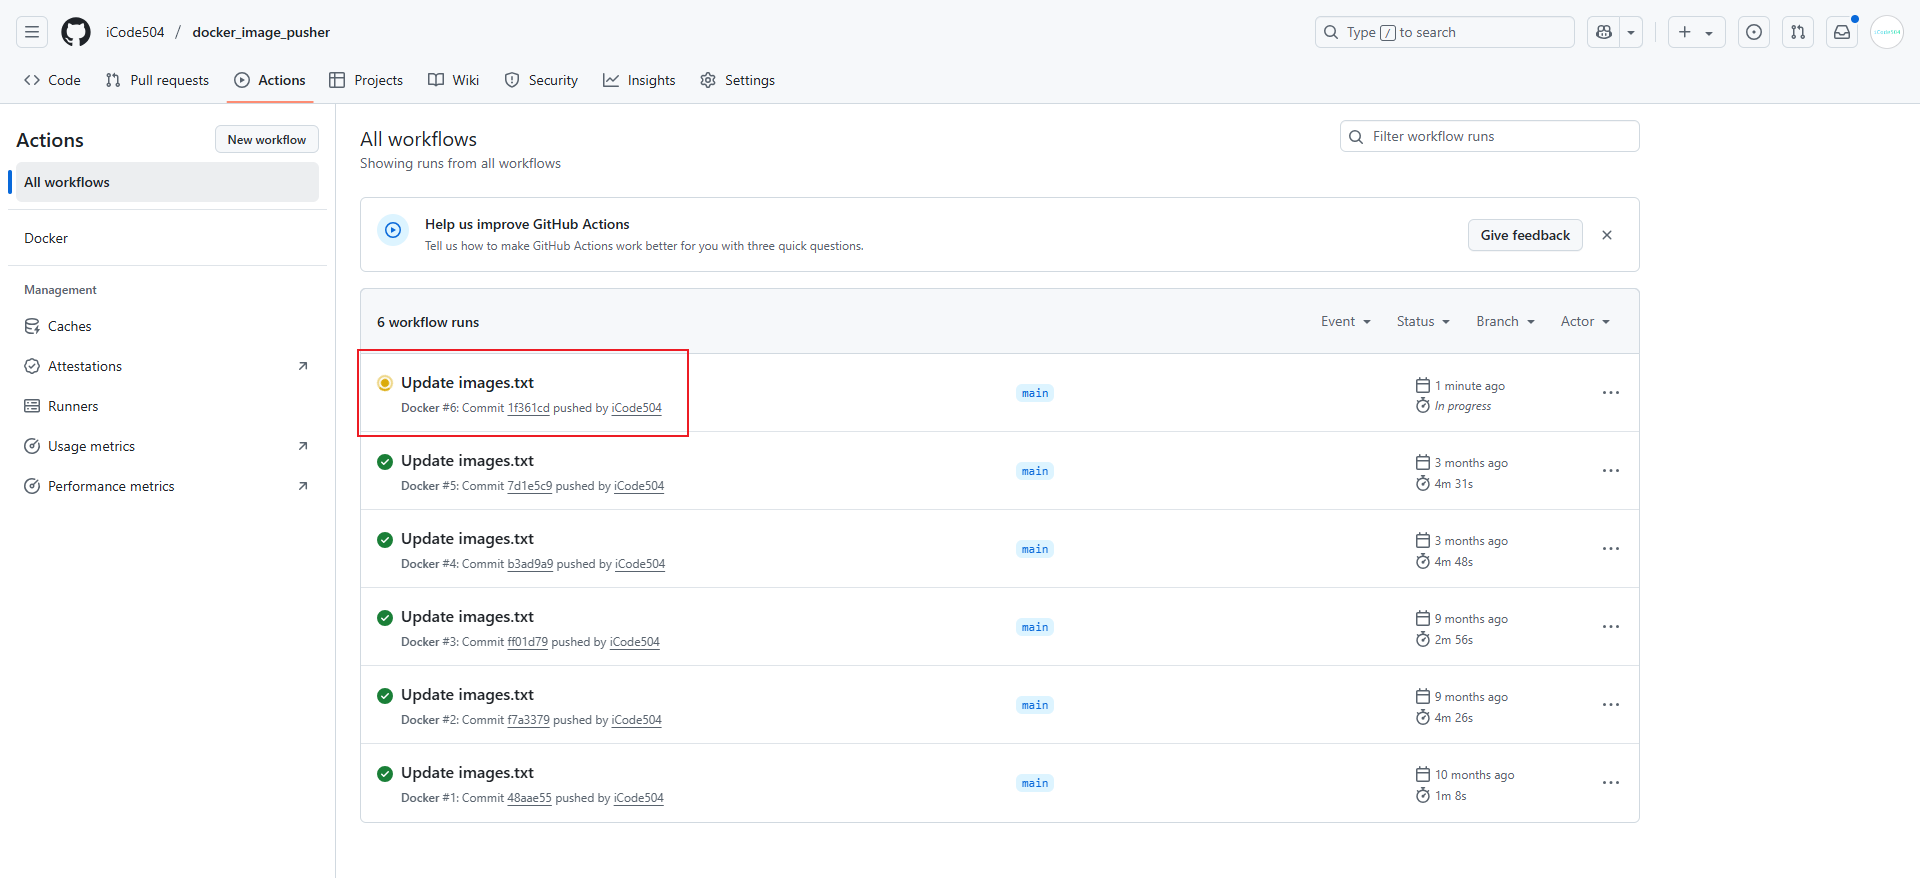 iCode504 / docker_image_pusher
Type / to search
Code
Pull requests
Actions
Projects
Wiki
Security
Insights
Settings
Actions
New workflow
All workflows
Docker
Management
Caches
Attestations
Runners
Usage metrics
Performance metrics
All workflows
Showing runs from all workflows
Filter workflow runs
Help us improve GitHub Actions
Tell us how to make GitHub Actions work better for you with three quick questions.
Give feedback
6 workflow runs
Event
Status
Branch
Actor
Update images.txt
Docker #6: Commit 1f361cd pushed by iCode504
main
1 minute ago
In progress
Update images.txt
Docker #5: Commit 7d1e5c9 pushed by iCode504
main
3 months ago
4m 31s
Update images.txt
Docker #4: Commit b3ad9a9 pushed by iCode504
main
3 months ago
4m 48s
Update images.txt
Docker #3: Commit ff01d79 pushed by iCode504
main
9 months ago
2m 56s
Update images.txt
Docker #2: Commit f7a3379 pushed by iCode504
main
9 months ago
4m 26s
Update images.txt
Docker #1: Commit 48aae55 pushed by iCode504
main
10 months ago
1m 8s
iCode504